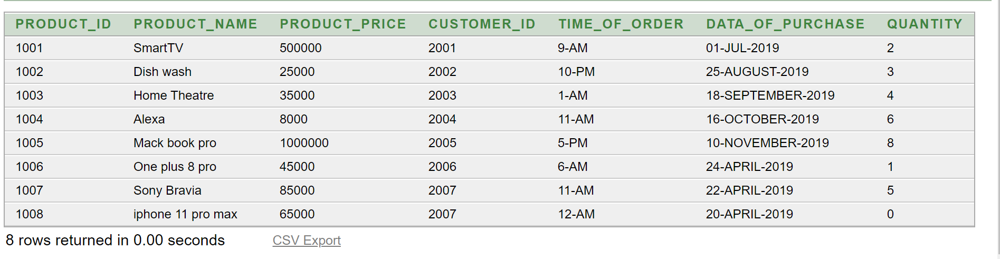 PRODUCT_ID PRODUCT_NAME PRODUCT_PRICE CUSTOMER_ID TIME_OF_ORDER DATA_OF_PURCHASE QUANTITY
1001 SmartTV 500000 2001 9-AM 01-JUL-2019 2
1002 Dish wash 25000 2002 10-PM 25-AUGUST-2019 3
1003 Home Theatre 35000 2003 1-AM 18-SEPTEMBER-2019 4
1004 Alexa 8000 2004 11-AM 16-OCTOBER-2019 6
1005 Mack book pro 1000000 2005 5-PM 10-NOVEMBER-2019 8
1006 One plus 8 pro 45000 2006 6-AM 24-APRIL-2019 1
1007 Sony Bravia 85000 2007 11-AM 22-APRIL-2019 5
1008 iphone 11 pro max 65000 2007 12-AM 20-APRIL-2019 0
8 rows returned in 0.00 seconds CSV Export